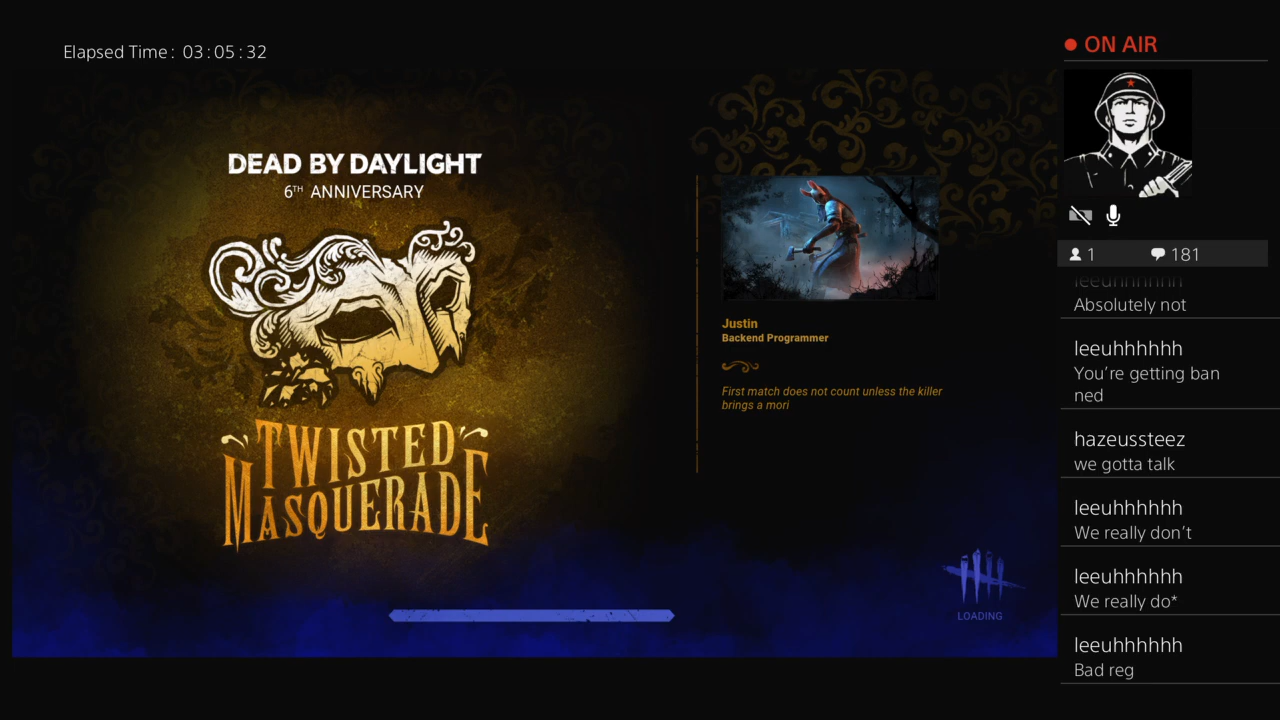 Elapsed Time: 03:05:32
ON AIR
DEAD BY DAYLIGHT
6TH ANNIVERSARY
TWISTED
MASQUERADE
Justin
Backend Programmer
First match does not count unless the killer
brings a mori
LOADING
1
181
leeuhhhhhh
Absolutely not
leeuhhhhhh
You're getting ban
ned
hazeussteez
we gotta talk
leeuhhhhhh
We really don't
leeuhhhhhh
We really do*
leeuhhhhhh
Bad reg